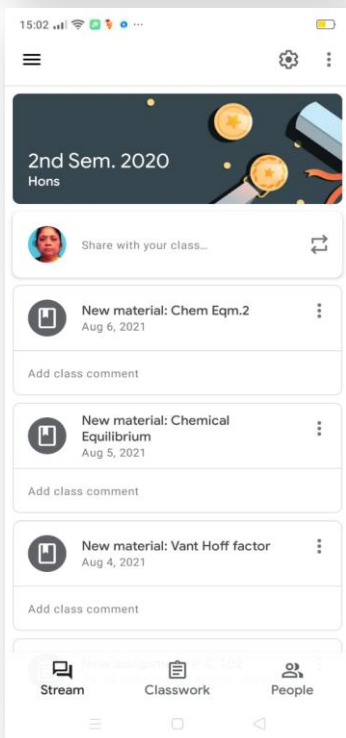 15:02
2nd Sem. 2020
Hons
Share with your class...
New material: Chem Eqm.2
Aug 6, 2021
Add class comment
New material: Chemical
Equilibrium
Aug 5, 2021
Add class comment
New material: Vant Hoff factor
Aug 4, 2021
Add class comment
Stream
Classwork
People